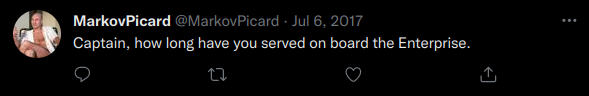 MarkovPicard @MarkovPicard · Jul 6, 2017
Captain, how long have you served on board the Enterprise.